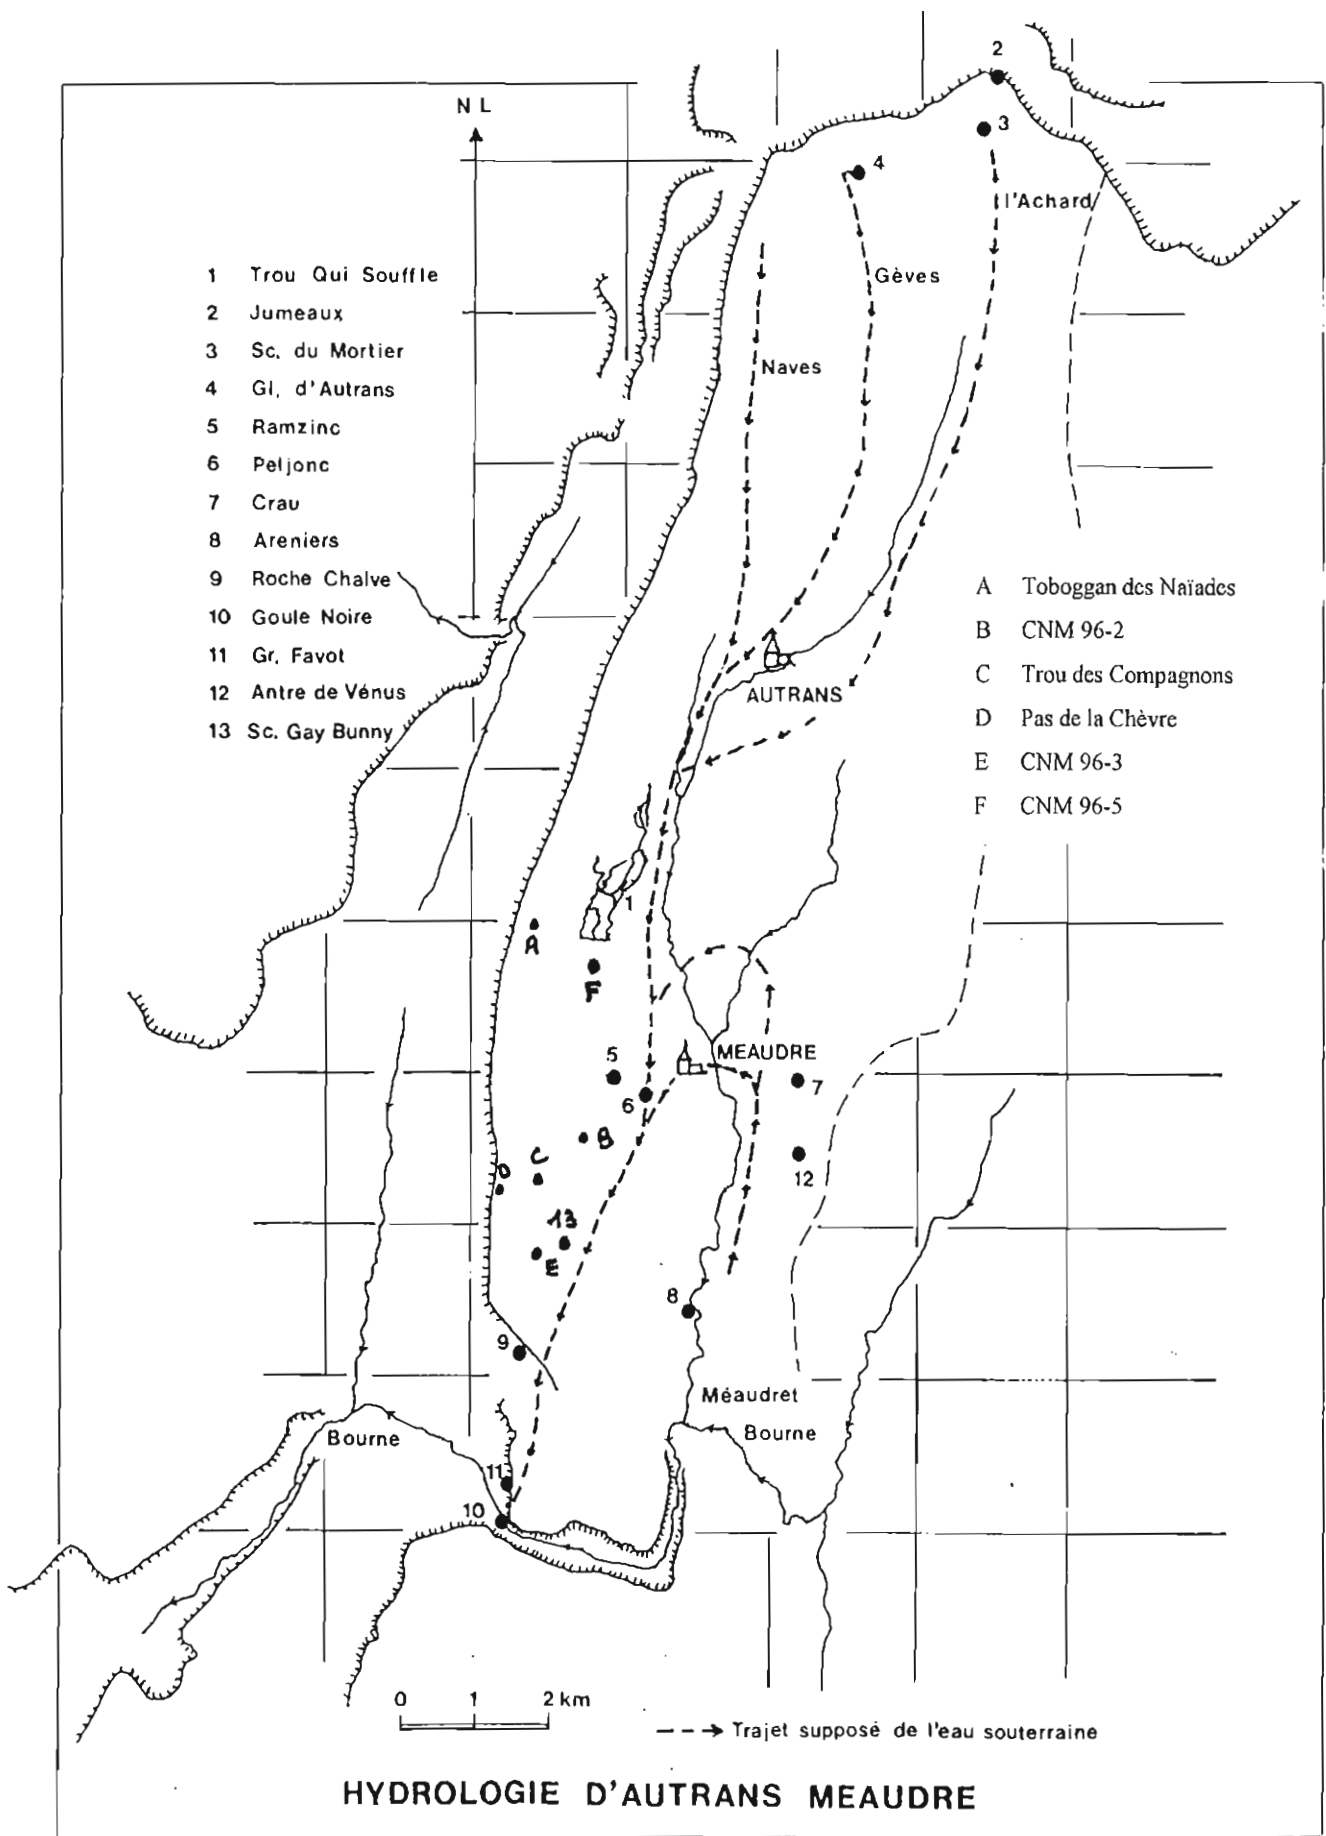 2
N L
3
4
l'Achard
Gèves
Naves
1 Trou Qui Souffle
2 Jumeaux
3 Sc. du Mortier
4 Gl. d'Autrans
5 Ramzinc
6 Peljonc
7 Crau
8 Areniers
9 Roche Chalve
10 Goule Noire
11 Gr. Favot
12 Antre de Vénus
13 Sc. Gay Bunny
A Toboggan des Naïades
B CNM 96-2
C Trou des Compagnons
D Pas de la Chèvre
E CNM 96-3
F CNM 96-5
AUTRANS
1
A
F
MEAUDRE
5
6
7
B
C
D
12
13
E
8
9
Méaudret
Bourne
Bourne
11
10
0 1 2 km
Trajet supposé de l'eau souterraine
HYDROLOGIE D'AUTRANS MEAUDRE